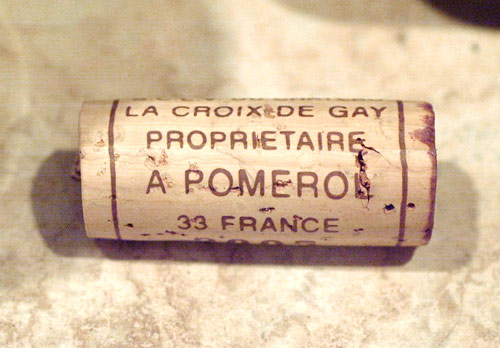 LA CROIX DE GAY
PROPRIETAIRE
A POMEROL
33 FRANCE